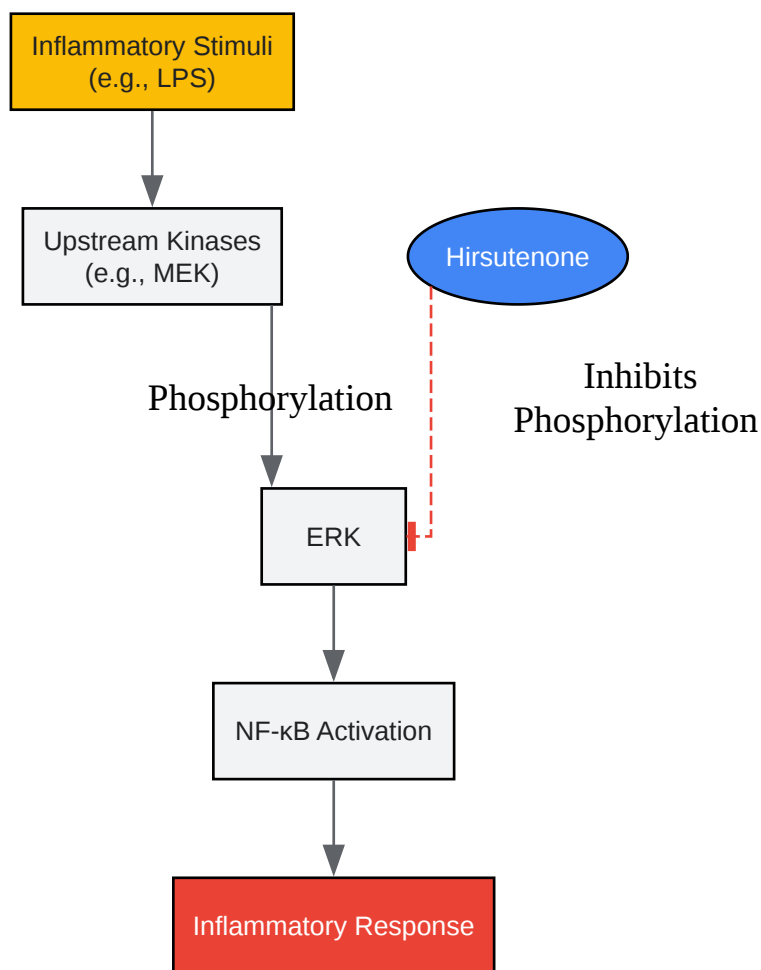 Inflammatory Stimuli
(e.g., LPS)
Upstream Kinases
(e.g., MEK)
Hirsutenone
Phosphorylation
Inhibits
Phosphorylation
ERK
NF-κB Activation
Inflammatory Response